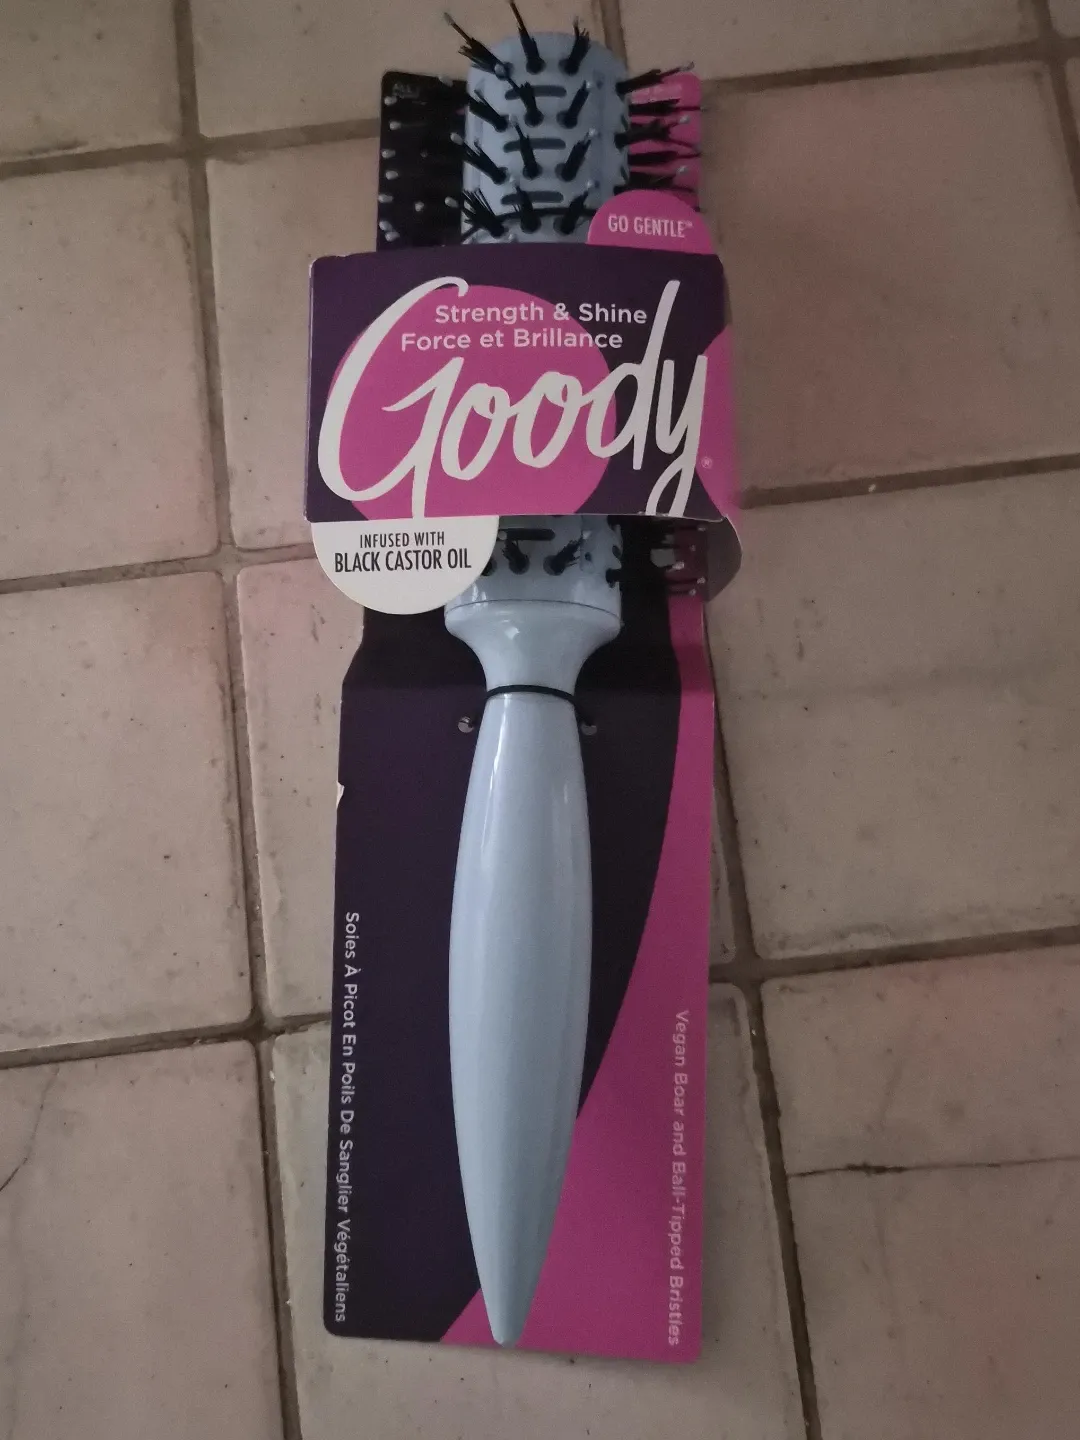 GO GENTLE™
Strength & Shine
Force et Brillance
Goody®
INFUSED WITH
BLACK CASTOR OIL
Soies À Picot En Poils De Sanglier Végétaliens
Vegan Boar and Ball-Tipped Bristles